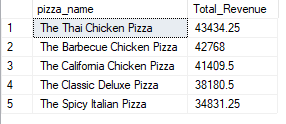 pizza_name Total_Revenue
1 The Thai Chicken Pizza 43434.25
2 The Barbecue Chicken Pizza 42768
3 The California Chicken Pizza 41409.5
4 The Classic Deluxe Pizza 38180.5
5 The Spicy Italian Pizza 34831.25